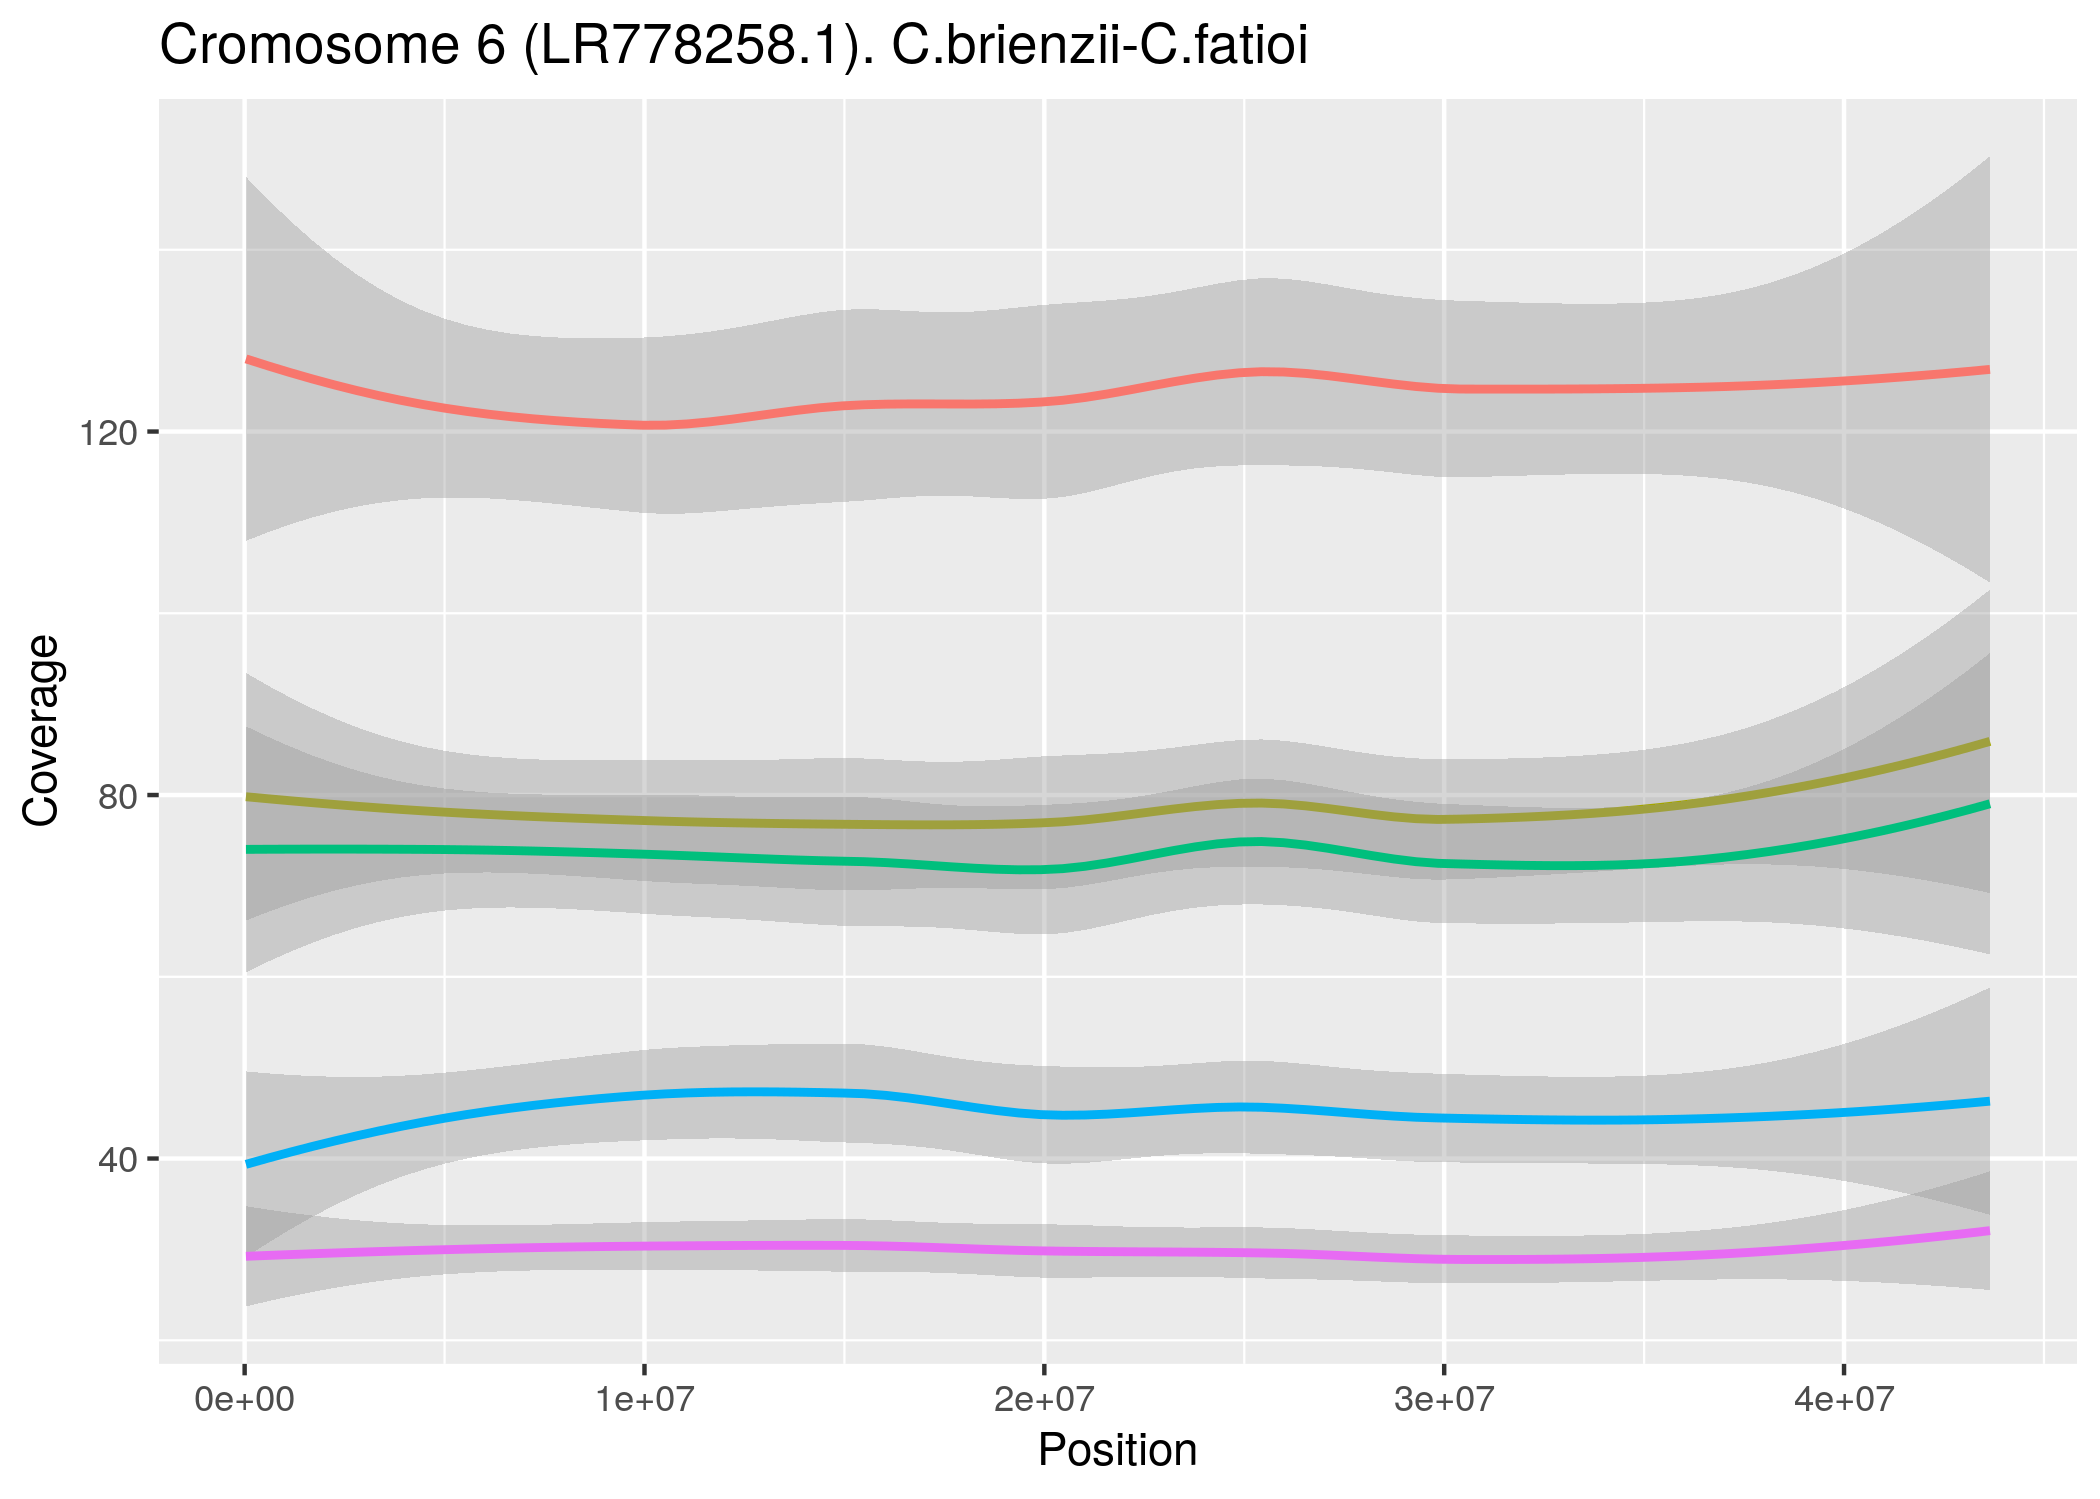 Cromosome 6 (LR778258.1). C.brienzii-C.fatioi
Coverage
120
80
40
0e+00 1e+07 2e+07 3e+07 4e+07
Position